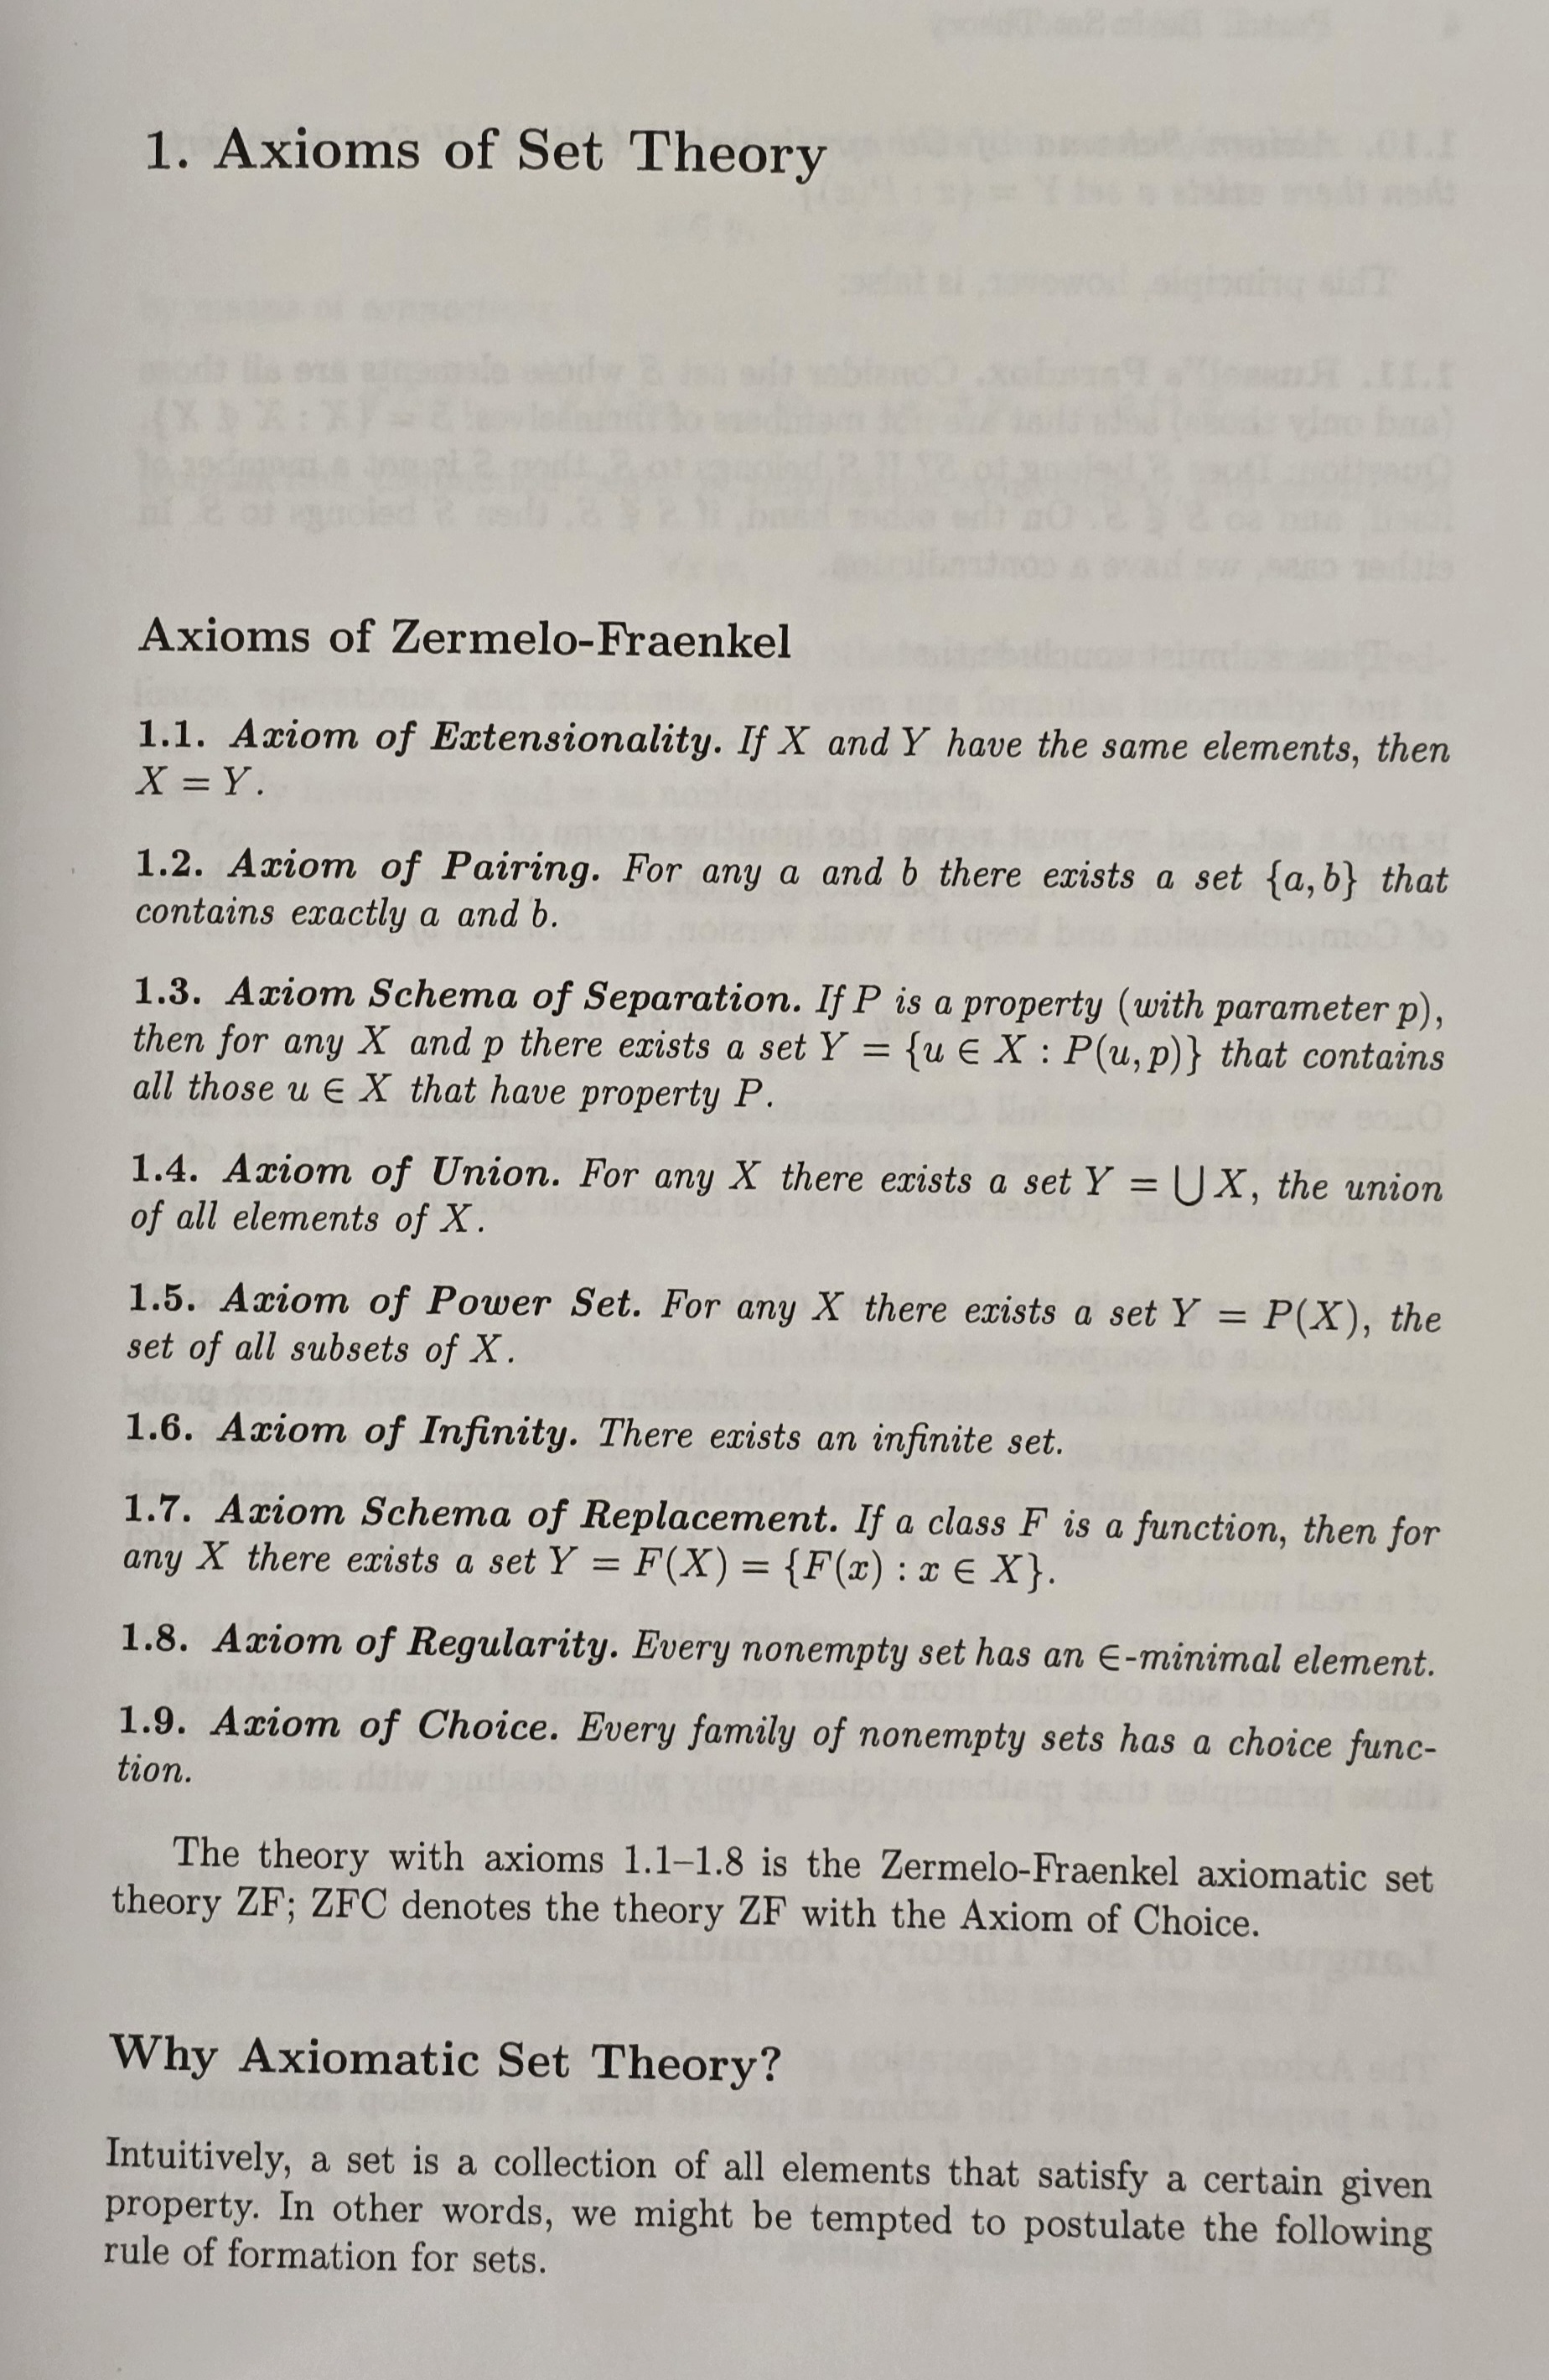 1. Axioms of Set Theory
Axioms of Zermelo-Fraenkel
1.1. Axiom of Extensionality. If X and Y have the same elements, then
X = Y.
1.2. Axiom of Pairing. For any a and b there exists a set {a, b} that
contains exactly a and b.
1.3. Axiom Schema of Separation. If P is a property (with parameter p),
then for any X and p there exists a set Y = {u ∈ X : P(u, p)} that contains
all those u ∈ X that have property P.
1.4. Axiom of Union. For any X there exists a set Y = ⋃ X, the union
of all elements of X.
1.5. Axiom of Power Set. For any X there exists a set Y = P(X), the
set of all subsets of X.
1.6. Axiom of Infinity. There exists an infinite set.
1.7. Axiom Schema of Replacement. If a class F is a function, then for
any X there exists a set Y = F(X) = {F(x) : x ∈ X}.
1.8. Axiom of Regularity. Every nonempty set has an ∈-minimal element.
1.9. Axiom of Choice. Every family of nonempty sets has a choice func-
tion.
The theory with axioms 1.1–1.8 is the Zermelo-Fraenkel axiomatic set
theory ZF; ZFC denotes the theory ZF with the Axiom of Choice.
Why Axiomatic Set Theory?
Intuitively, a set is a collection of all elements that satisfy a certain given
property. In other words, we might be tempted to postulate the following
rule of formation for sets.